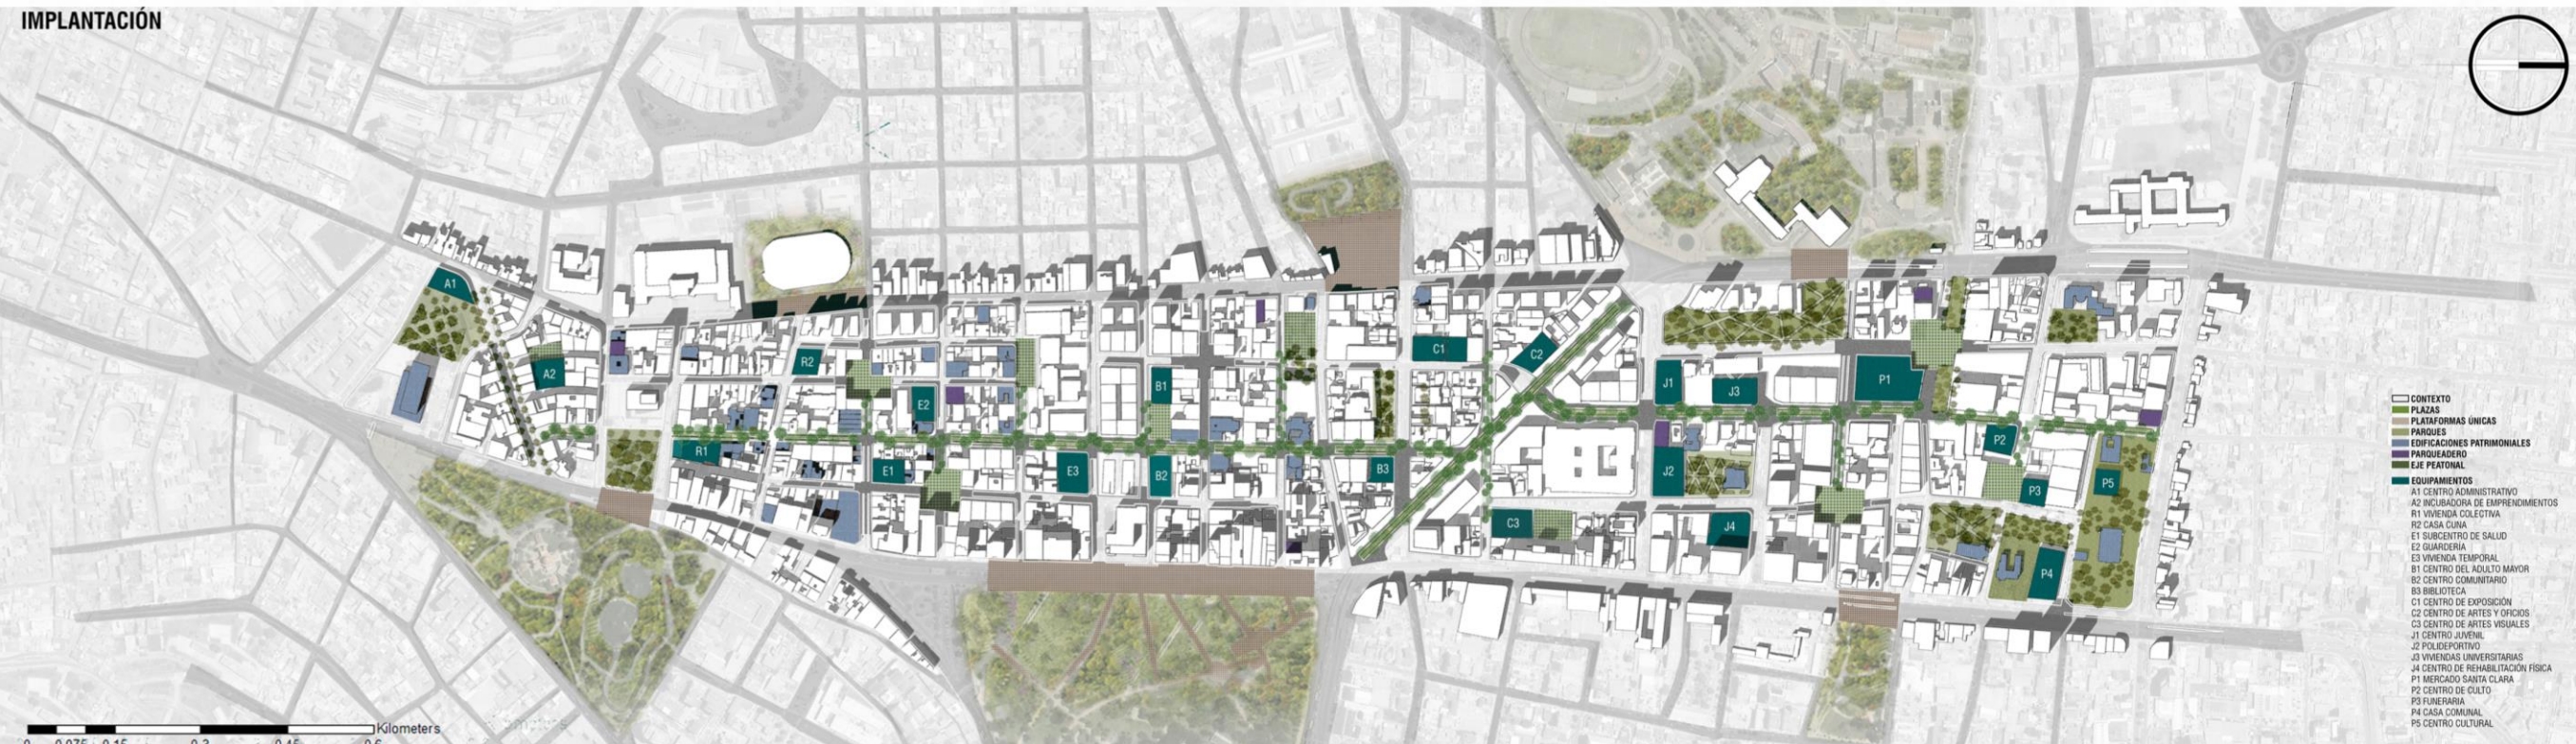 IMPLANTACIÓN
A1
A2
R2
R1
E2
E1
E3
B1
B2
B3
C1
C2
C3
J1
J3
J2
J4
P1
P2
P3
P5
P4
CONTEXTO
PLAZAS
PLATAFORMAS ÚNICAS
PARQUES
EDIFICACIONES PATRIMONIALES
PARQUEADERO
EJE PEATONAL
EQUIPAMIENTOS
A1 CENTRO ADMINISTRATIVO
A2 INCUBADORA DE EMPRENDIMIENTOS
R1 VIVIENDA COLECTIVA
R2 CASA CUNA
E1 SUBCENTRO DE SALUD
E2 GUARDERÍA
E3 VIVIENDA TEMPORAL
B1 CENTRO DEL ADULTO MAYOR
B2 CENTRO COMUNITARIO
B3 BIBLIOTECA
C1 CENTRO DE EXPOSICIÓN
C2 CENTRO DE ARTES Y OFICIOS
C3 CENTRO DE ARTES VISUALES
J1 CENTRO JUVENIL
J2 POLIDEPORTIVO
J3 VIVIENDAS UNIVERSITARIAS
J4 CENTRO DE REHABILITACIÓN FÍSICA
P1 MERCADO SANTA CLARA
P2 CENTRO DE CULTO
P3 FUNERARIA
P4 CASA COMUNAL
P5 CENTRO CULTURAL
Kilometers